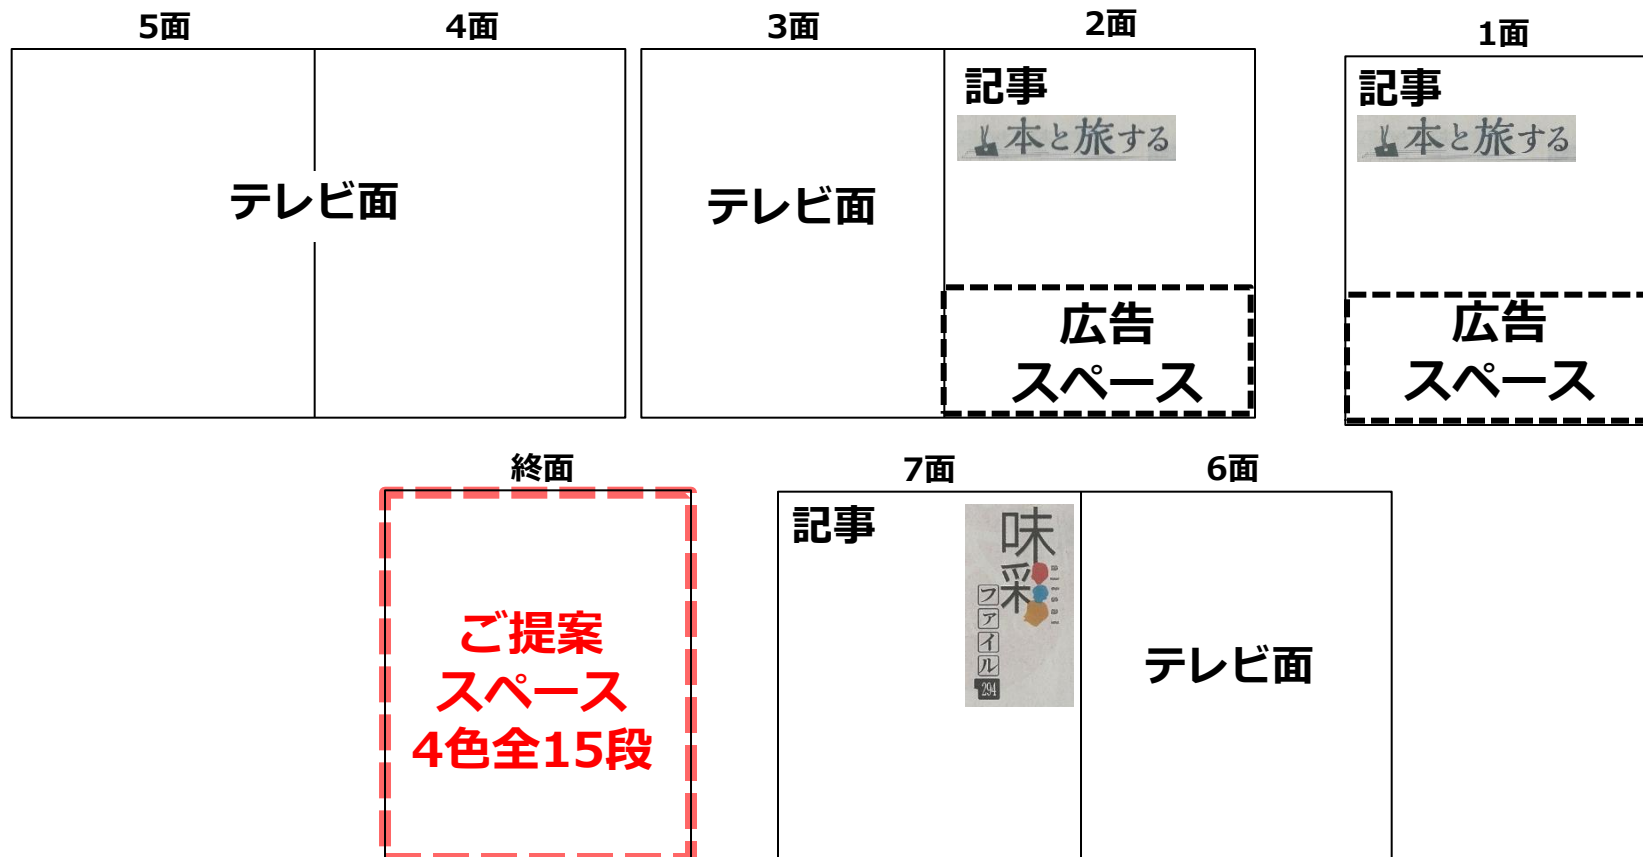 5面
4面
3面
2面
1面
テレビ面
テレビ面
記事
本と旅する
広告
スペース
記事
本と旅する
広告
スペース
終面
7面
6面
ご提案
スペース
4色全15段
記事
味彩
ファイル
294
テレビ面